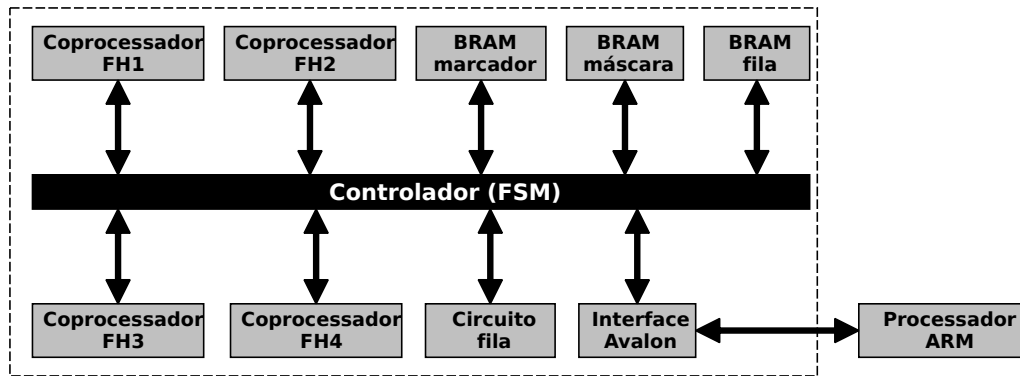 Coprocessador
FH1
Coprocessador
FH2
BRAM
marcador
BRAM
máscara
BRAM
fila
Controlador (FSM)
Coprocessador
FH3
Coprocessador
FH4
Circuito
fila
Interface
Avalon
Processador
ARM